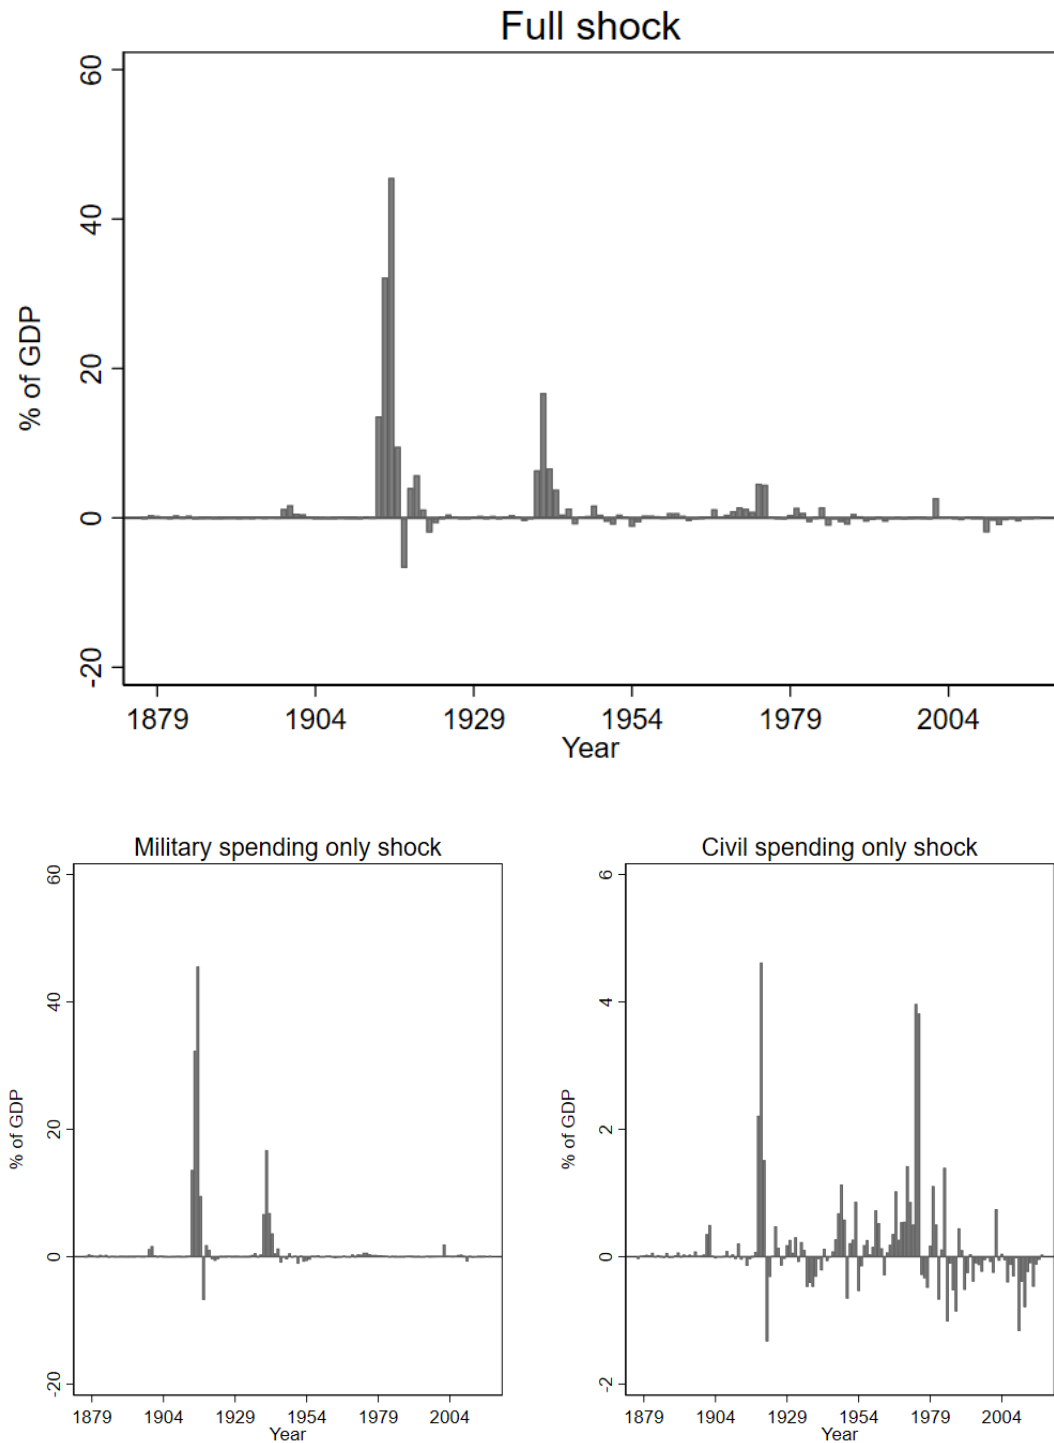 Full shock
60
40
20
0
-20
% of GDP
1879 1904 1929 1954 1979 2004
Year
Military spending only shock
60
40
20
0
-20
% of GDP
1879 1904 1929 1954 1979 2004
Year
Civil spending only shock
6
4
2
0
-2
% of GDP
1879 1904 1929 1954 1979 2004
Year